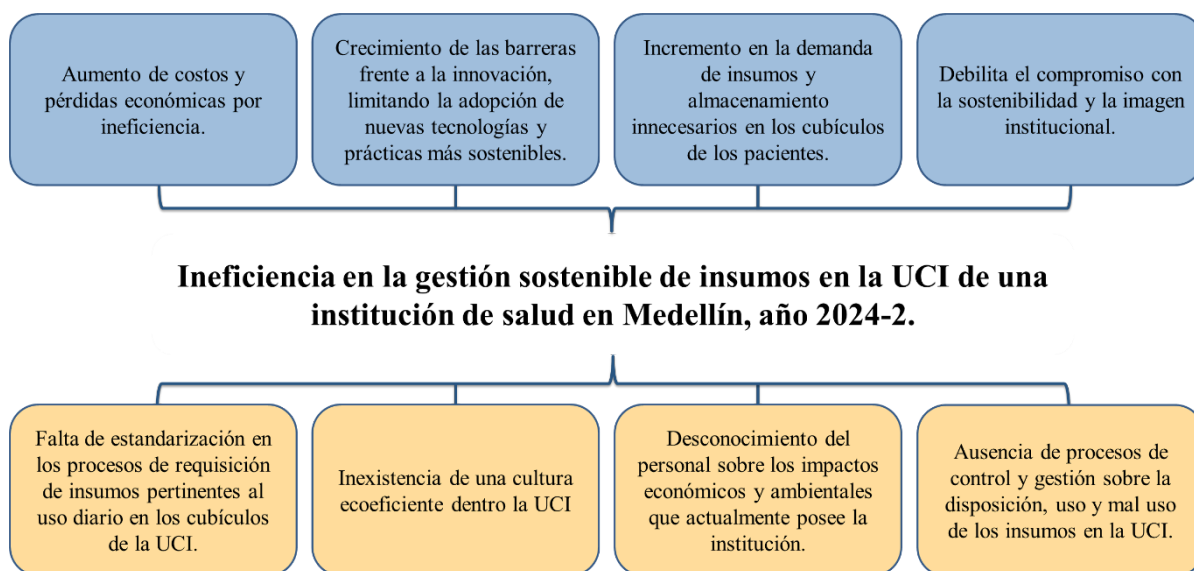 Aumento de costos y
pérdidas económicas por
ineficiencia.
Crecimiento de las barreras
frente a la innovación,
limitando la adopción de
nuevas tecnologías y
prácticas más sostenibles.
Incremento en la demanda
de insumos y
almacenamiento
innecesarios en los cubículos
de los pacientes.
Debilita el compromiso con
la sostenibilidad y la imagen
institucional.
Ineficiencia en la gestión sostenible de insumos en la UCI de una
institución de salud en Medellín, año 2024-2.
Falta de estandarización en
los procesos de requisición
de insumos pertinentes al
uso diario en los cubículos
de la UCI.
Inexistencia de una cultura
ecoeficiente dentro la UCI
Desconocimiento del
personal sobre los impactos
económicos y ambientales
que actualmente posee la
institución.
Ausencia de procesos de
control y gestión sobre la
disposición, uso y mal uso
de los insumos en la UCI.